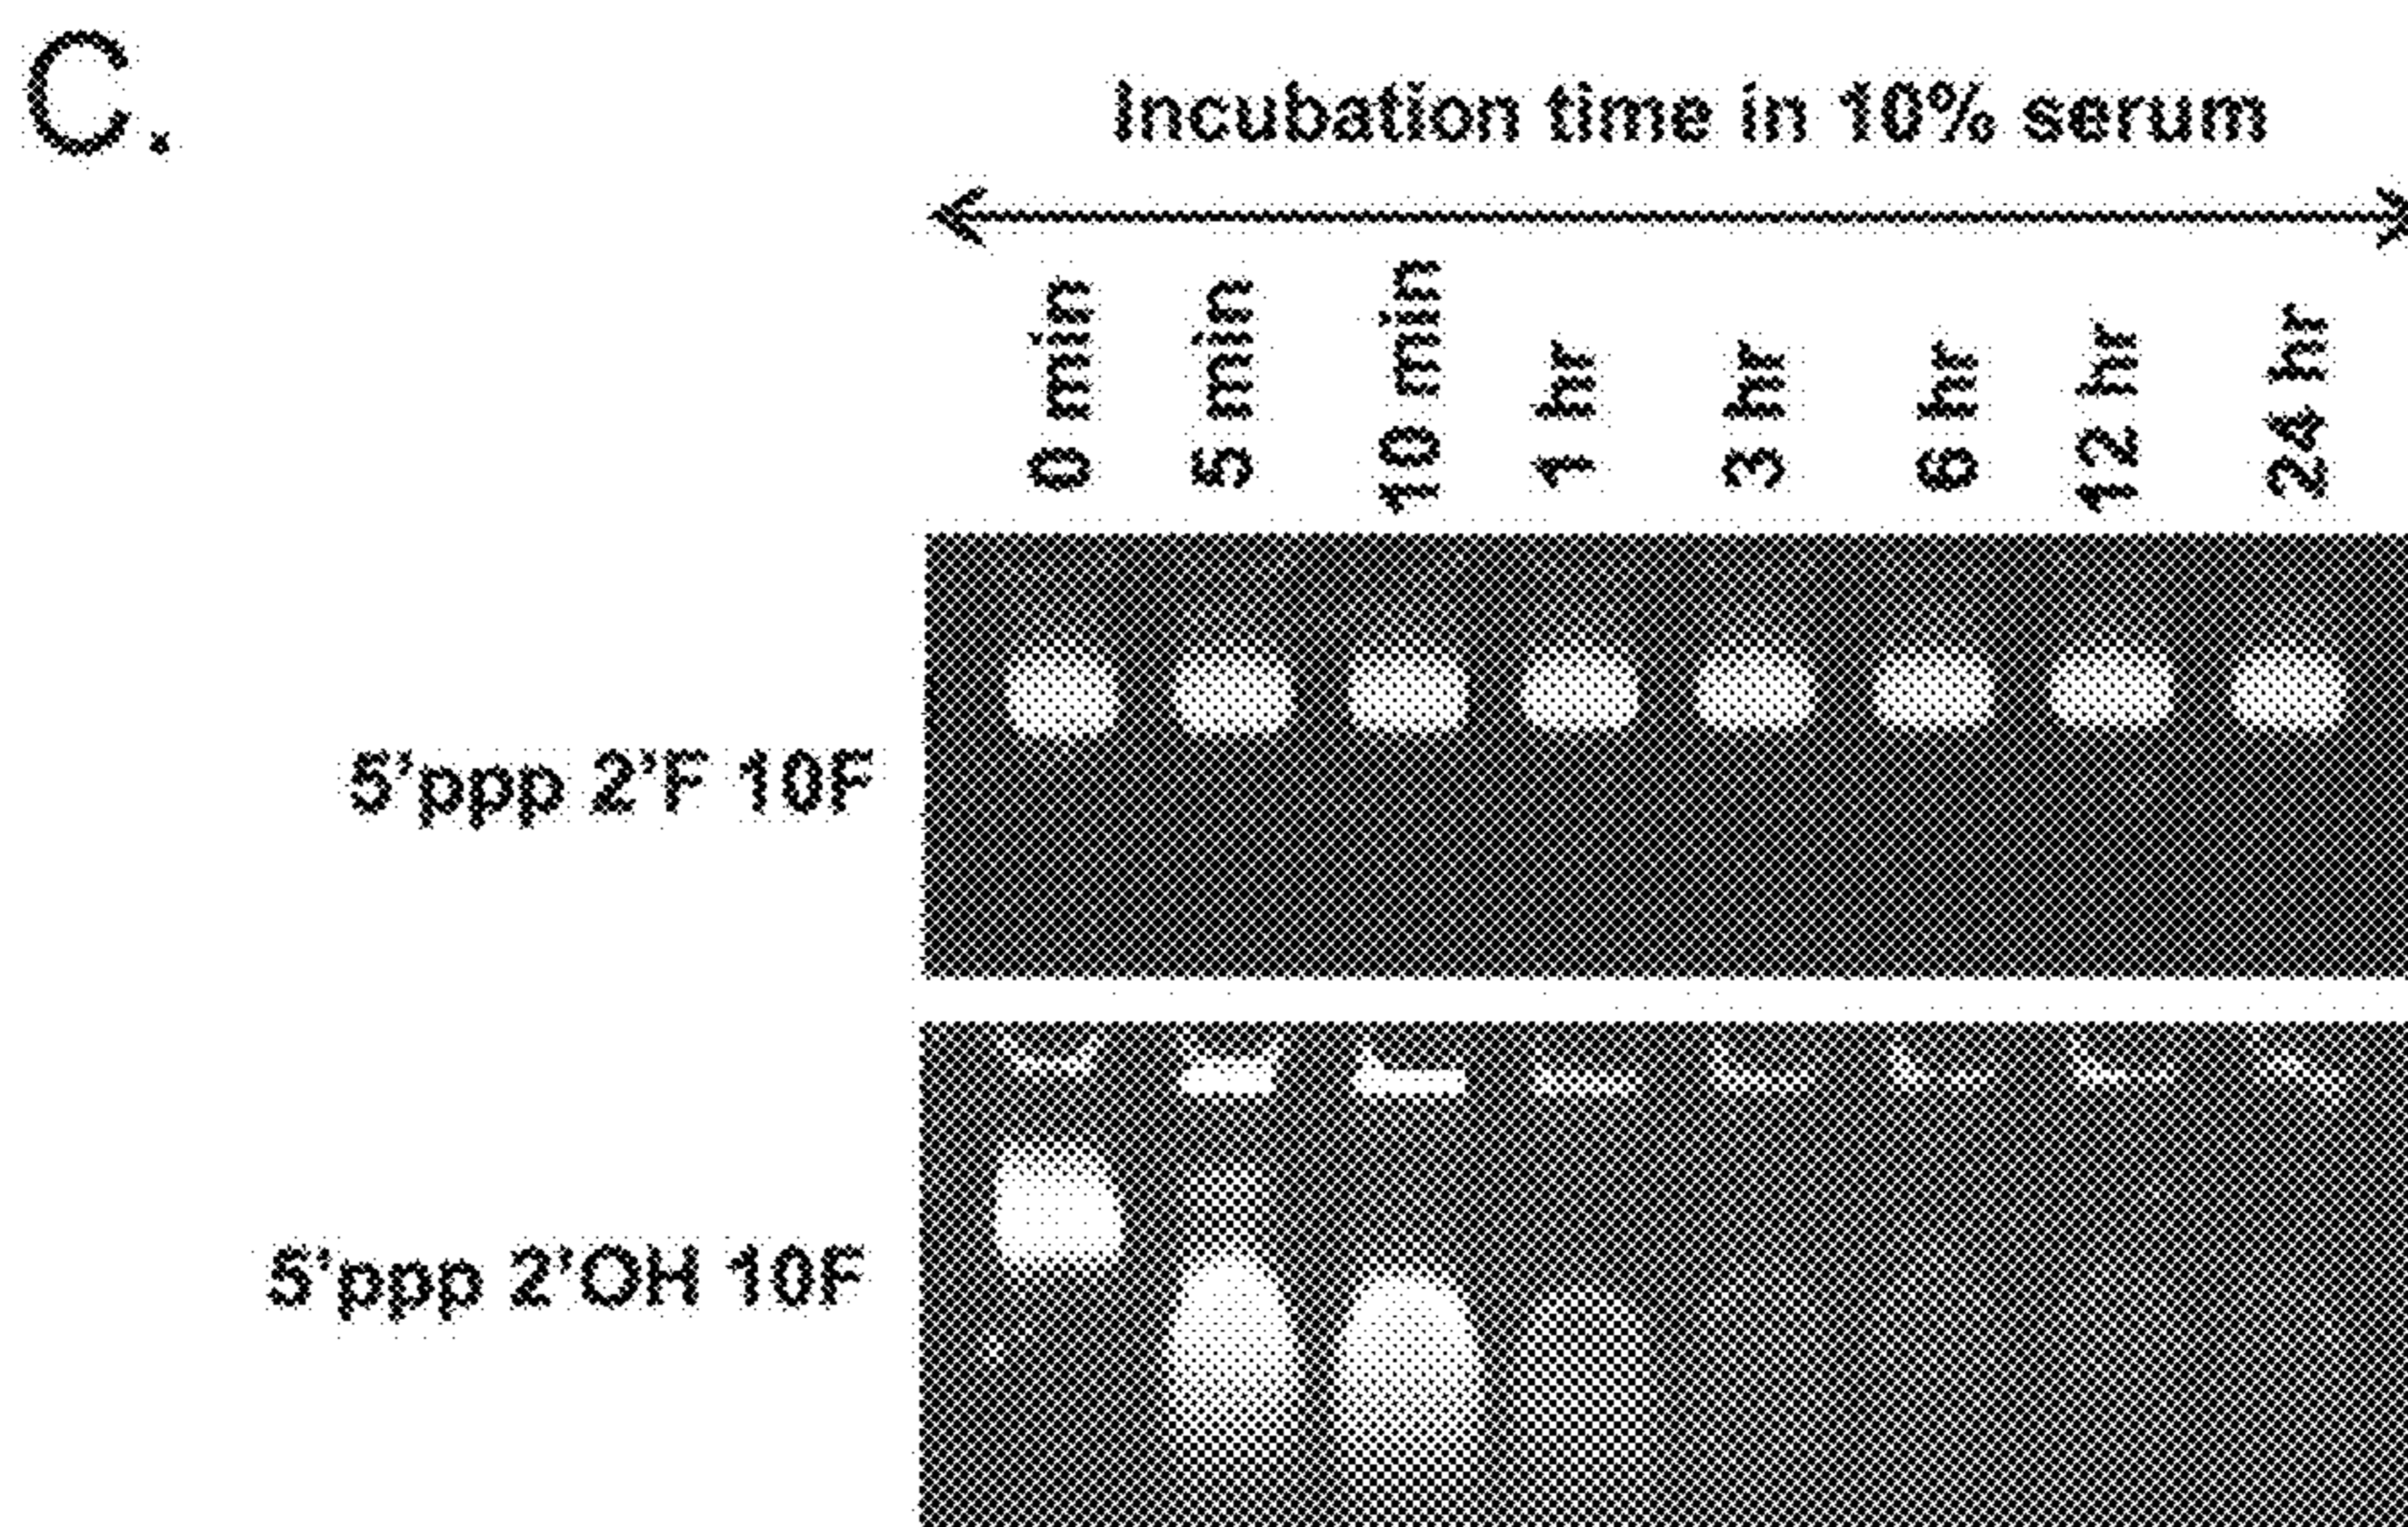 C.
Incubation time in 10% serum
0 min
5 min
10 min
1 hr
3 hr
6 hr
12 hr
24 hr
5'ppp 2'F 10F
5'ppp 2'OH 10F